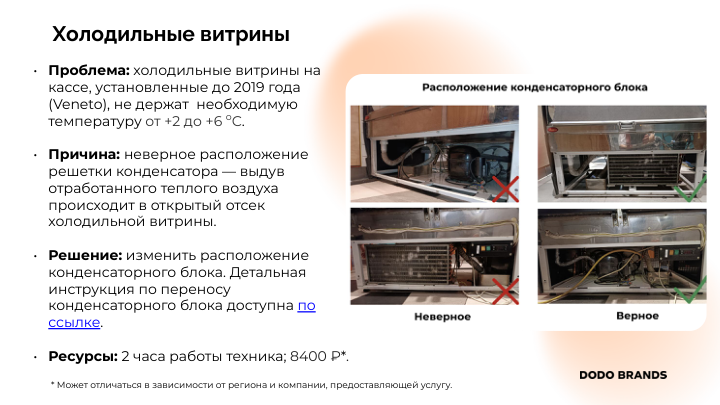 Холодильные витрины
• Проблема: холодильные витрины на
кассе, установленные до 2019 года
(Veneto), не держат необходимую
температуру от +2 до +6 ᴼС.
• Причина: неверное расположение
решетки конденсатора — выдув
отработанного теплого воздуха
происходит в открытый отсек
холодильной витрины.
• Решение: изменить расположение
конденсаторного блока. Детальная
инструкция по переносу
конденсаторного блока доступна по
ссылке.
• Ресурсы: 2 часа работы техника; 8400 ₽*.
* Может отличаться в зависимости от региона и компании, предоставляющей услугу.
Расположение конденсаторного блока
Неверное
Верное
DODO BRANDS